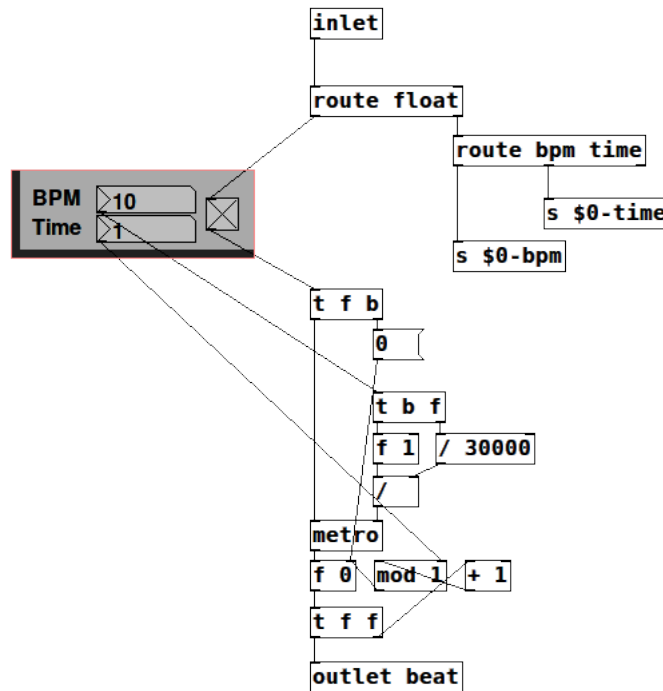 inlet
route float
route bpm time
BPM 10
s $0-time
Time 1
s $0-bpm
t f b
0
t b f
f 1 / 30000
/
metro
f 0 mod 1 + 1
t f f
outlet beat